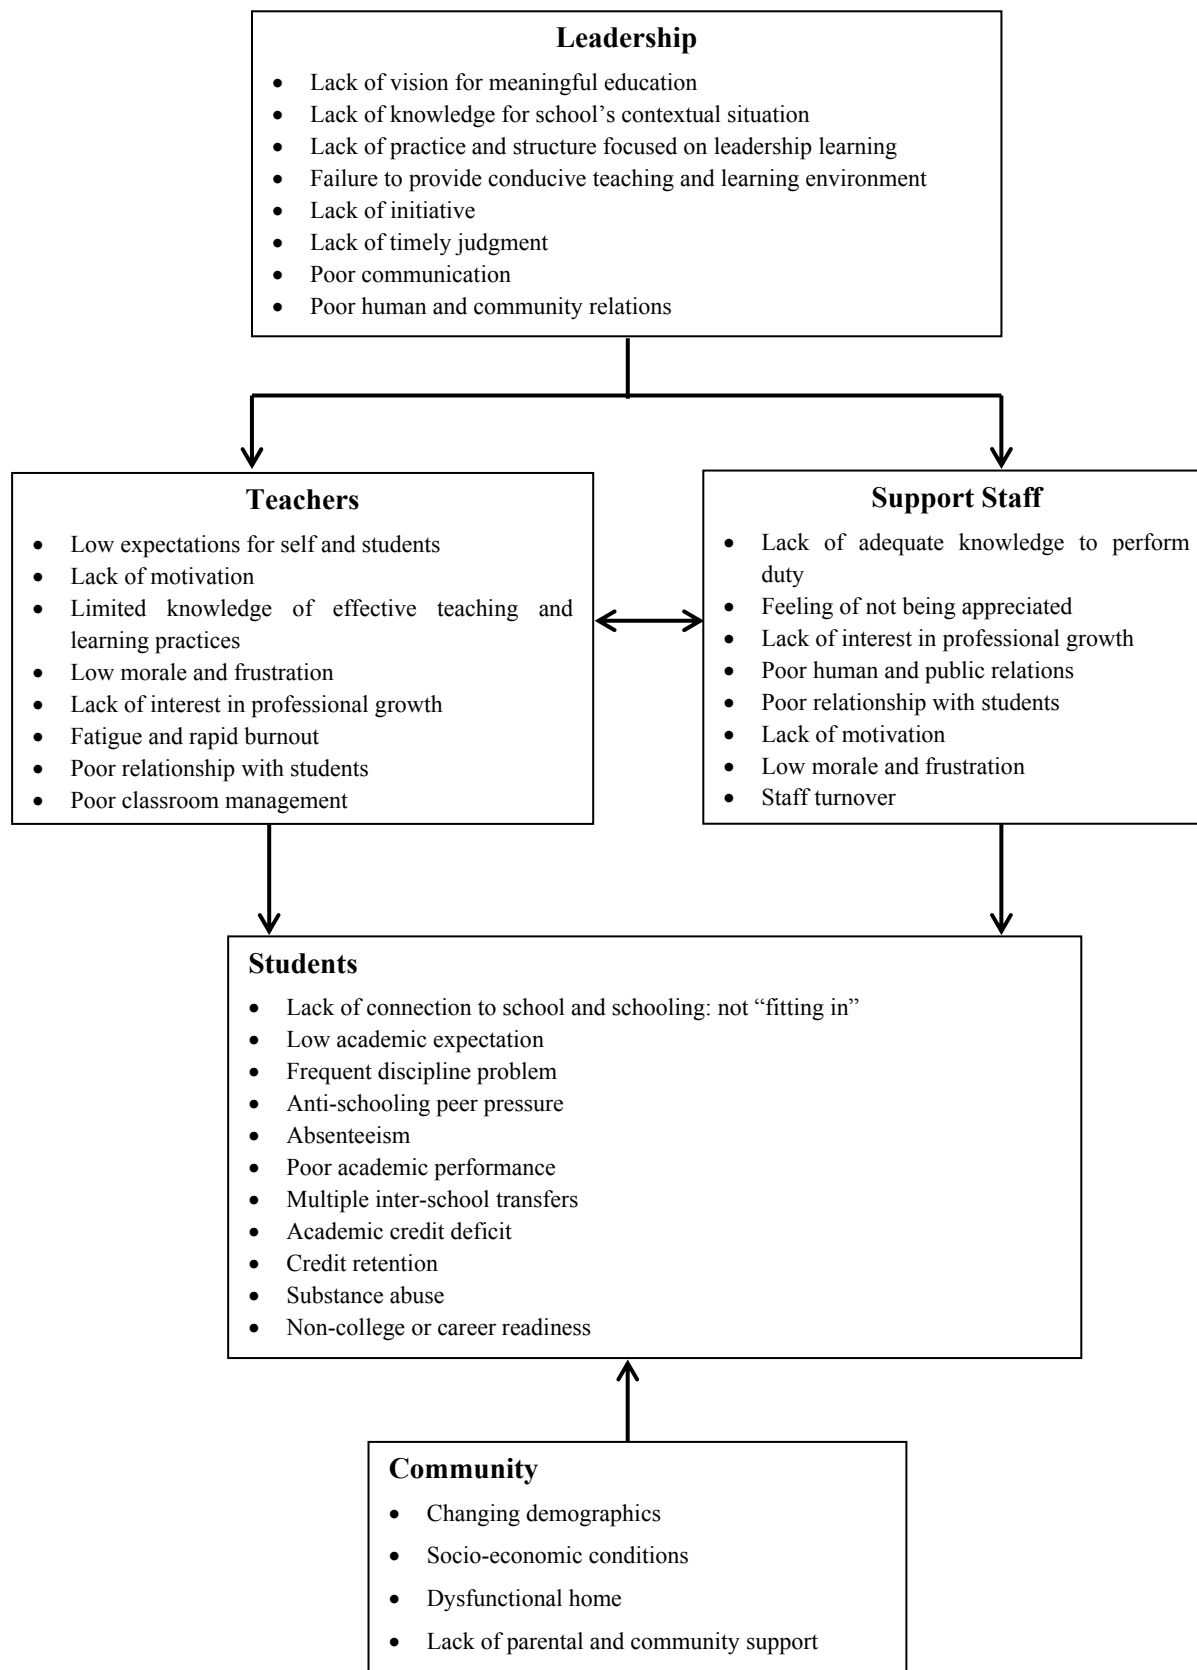 Leadership
• Lack of vision for meaningful education
• Lack of knowledge for school’s contextual situation
• Lack of practice and structure focused on leadership learning
• Failure to provide conducive teaching and learning environment
• Lack of initiative
• Lack of timely judgment
• Poor communication
• Poor human and community relations
Teachers
• Low expectations for self and students
• Lack of motivation
• Limited knowledge of effective teaching and
learning practices
• Low morale and frustration
• Lack of interest in professional growth
• Fatigue and rapid burnout
• Poor relationship with students
• Poor classroom management
Support Staff
• Lack of adequate knowledge to perform
duty
• Feeling of not being appreciated
• Lack of interest in professional growth
• Poor human and public relations
• Poor relationship with students
• Lack of motivation
• Low morale and frustration
• Staff turnover
Students
• Lack of connection to school and schooling: not “fitting in”
• Low academic expectation
• Frequent discipline problem
• Anti-schooling peer pressure
• Absenteeism
• Poor academic performance
• Multiple inter-school transfers
• Academic credit deficit
• Credit retention
• Substance abuse
• Non-college or career readiness
Community
• Changing demographics
• Socio-economic conditions
• Dysfunctional home
• Lack of parental and community support